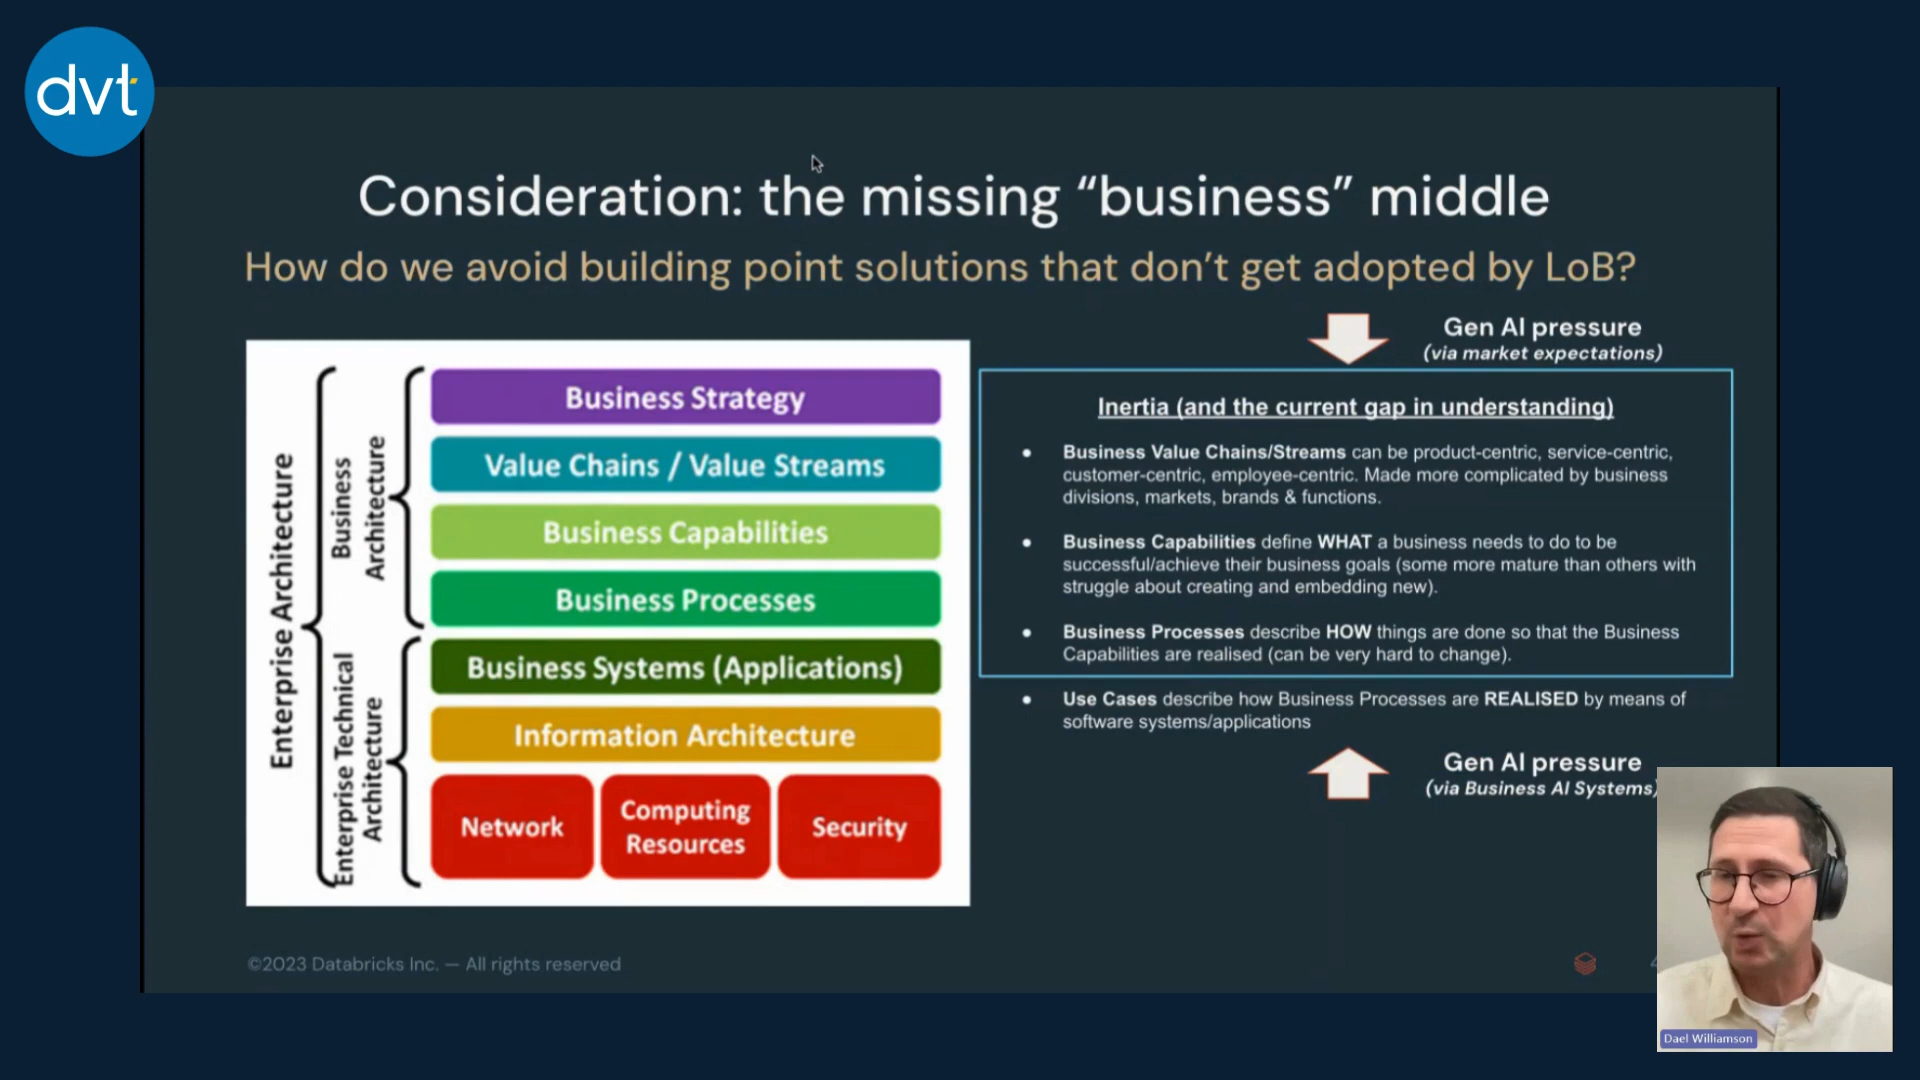 dvt
Consideration: the missing “business” middle
How do we avoid building point solutions that don’t get adopted by LoB?
Enterprise Architecture
Business
Architecture
Enterprise Technical
Architecture
Business Strategy
Value Chains / Value Streams
Business Capabilities
Business Processes
Business Systems (Applications)
Information Architecture
Network
Computing
Resources
Security
Gen AI pressure
(via market expectations)
Inertia (and the current gap in understanding)
● Business Value Chains/Streams can be product-centric, service-centric,
customer-centric, employee-centric. Made more complicated by business
divisions, markets, brands & functions.
● Business Capabilities define WHAT a business needs to do to be
successful/achieve their business goals (some more mature than others with
struggle about creating and embedding new).
● Business Processes describe HOW things are done so that the Business
Capabilities are realised (can be very hard to change).
● Use Cases describe how Business Processes are REALISED by means of
software systems/applications
Gen AI pressure
(via Business AI Systems)
©2023 Databricks Inc. — All rights reserved
Dael Williamson